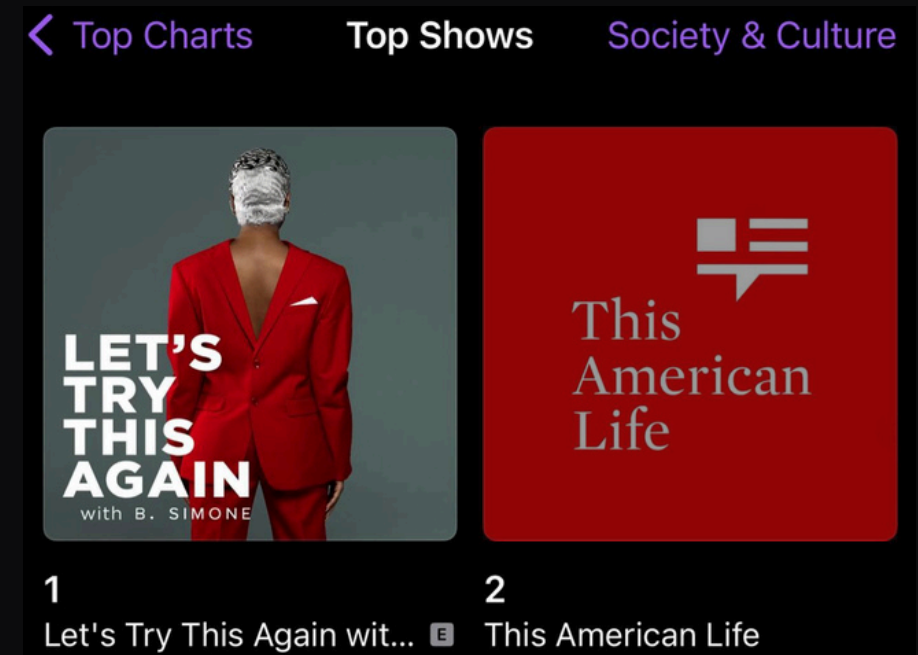 Top Charts
Top Shows
Society & Culture
LET'S
TRY
THIS
AGAIN
with B. SIMONE
This
American
Life
1
Let's Try This Again wit... E
2
This American Life